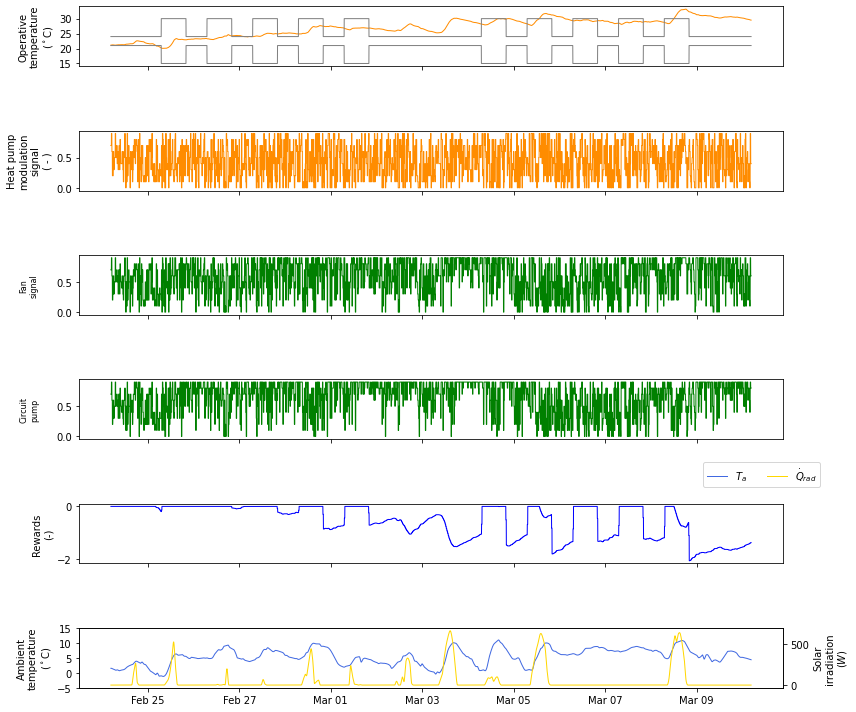 Operative
temperature
(°C)
30
25
20
15
Heat pump
modulation
signal
( - )
0.5
0.0
Fan
signal
0.5
0.0
Circuit
pump
0.5
0.0
T_a
Q̇_rad
Rewards
(-)
0
−2
Ambient
temperature
(°C)
15
10
5
0
−5
500
0
Solar
irradiation
(W)
Feb 25 Feb 27 Mar 01 Mar 03 Mar 05 Mar 07 Mar 09